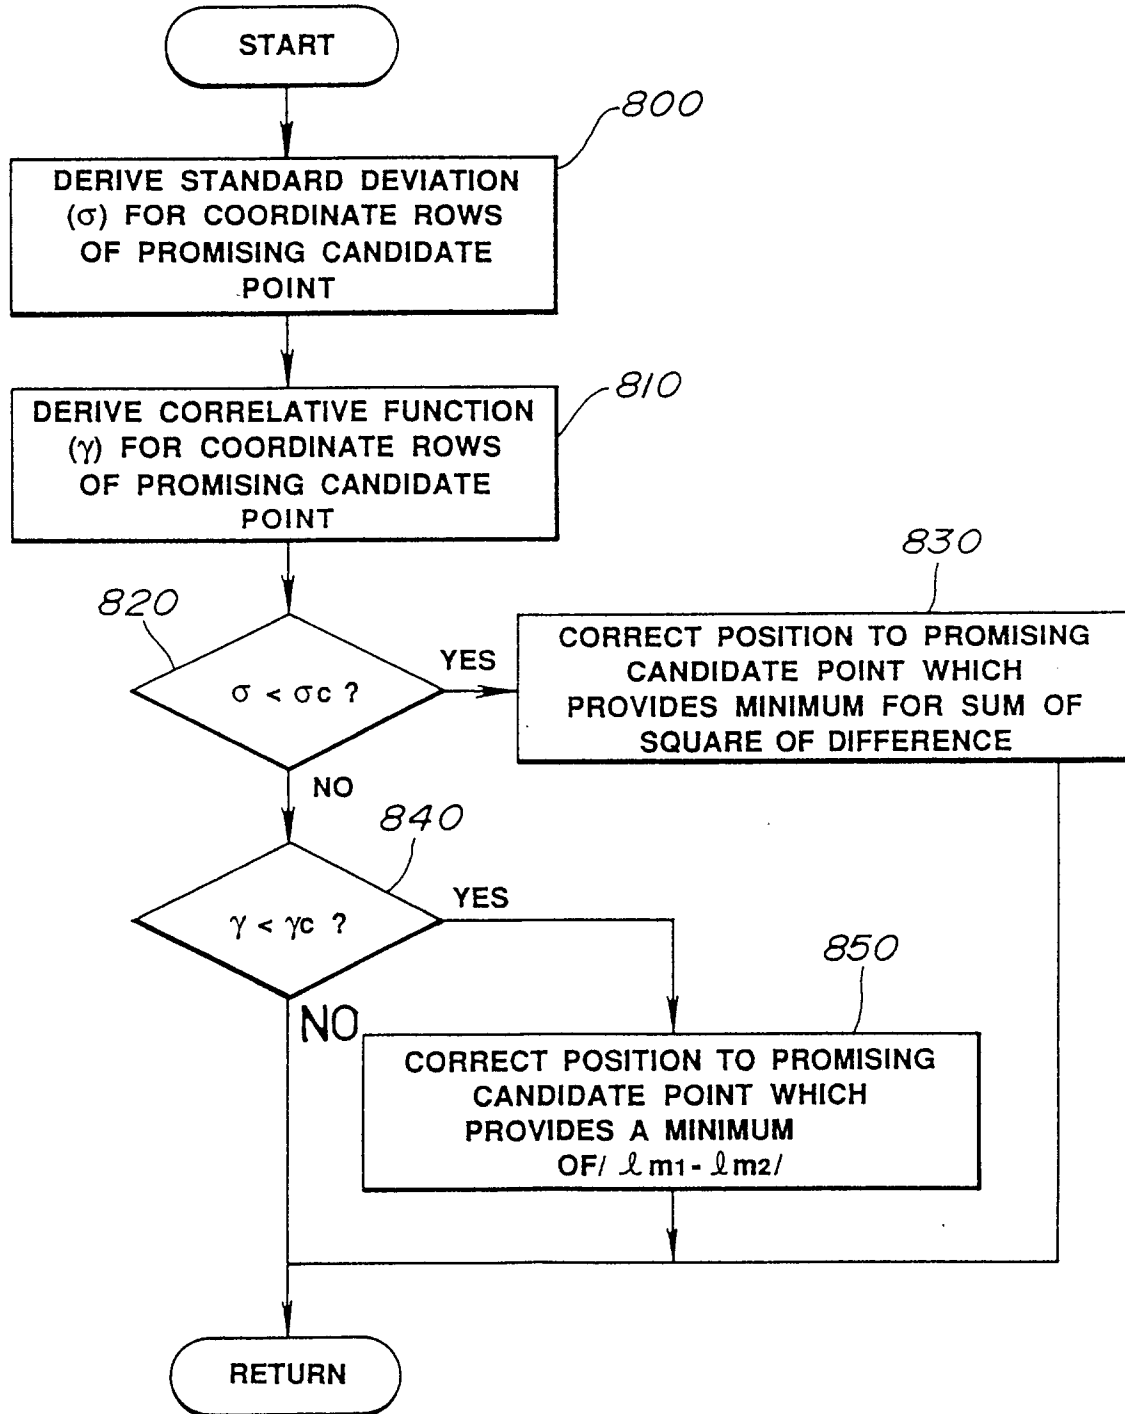 START
800
DERIVE STANDARD DEVIATION
(σ) FOR COORDINATE ROWS
OF PROMISING CANDIDATE
POINT
810
DERIVE CORRELATIVE FUNCTION
(γ) FOR COORDINATE ROWS
OF PROMISING CANDIDATE
POINT
820
σ < σc ?
YES
830
CORRECT POSITION TO PROMISING
CANDIDATE POINT WHICH
PROVIDES MINIMUM FOR SUM OF
SQUARE OF DIFFERENCE
NO
840
γ < γc ?
YES
NO
850
CORRECT POSITION TO PROMISING
CANDIDATE POINT WHICH
PROVIDES A MINIMUM
OF/ ℓm1-ℓm2/
RETURN